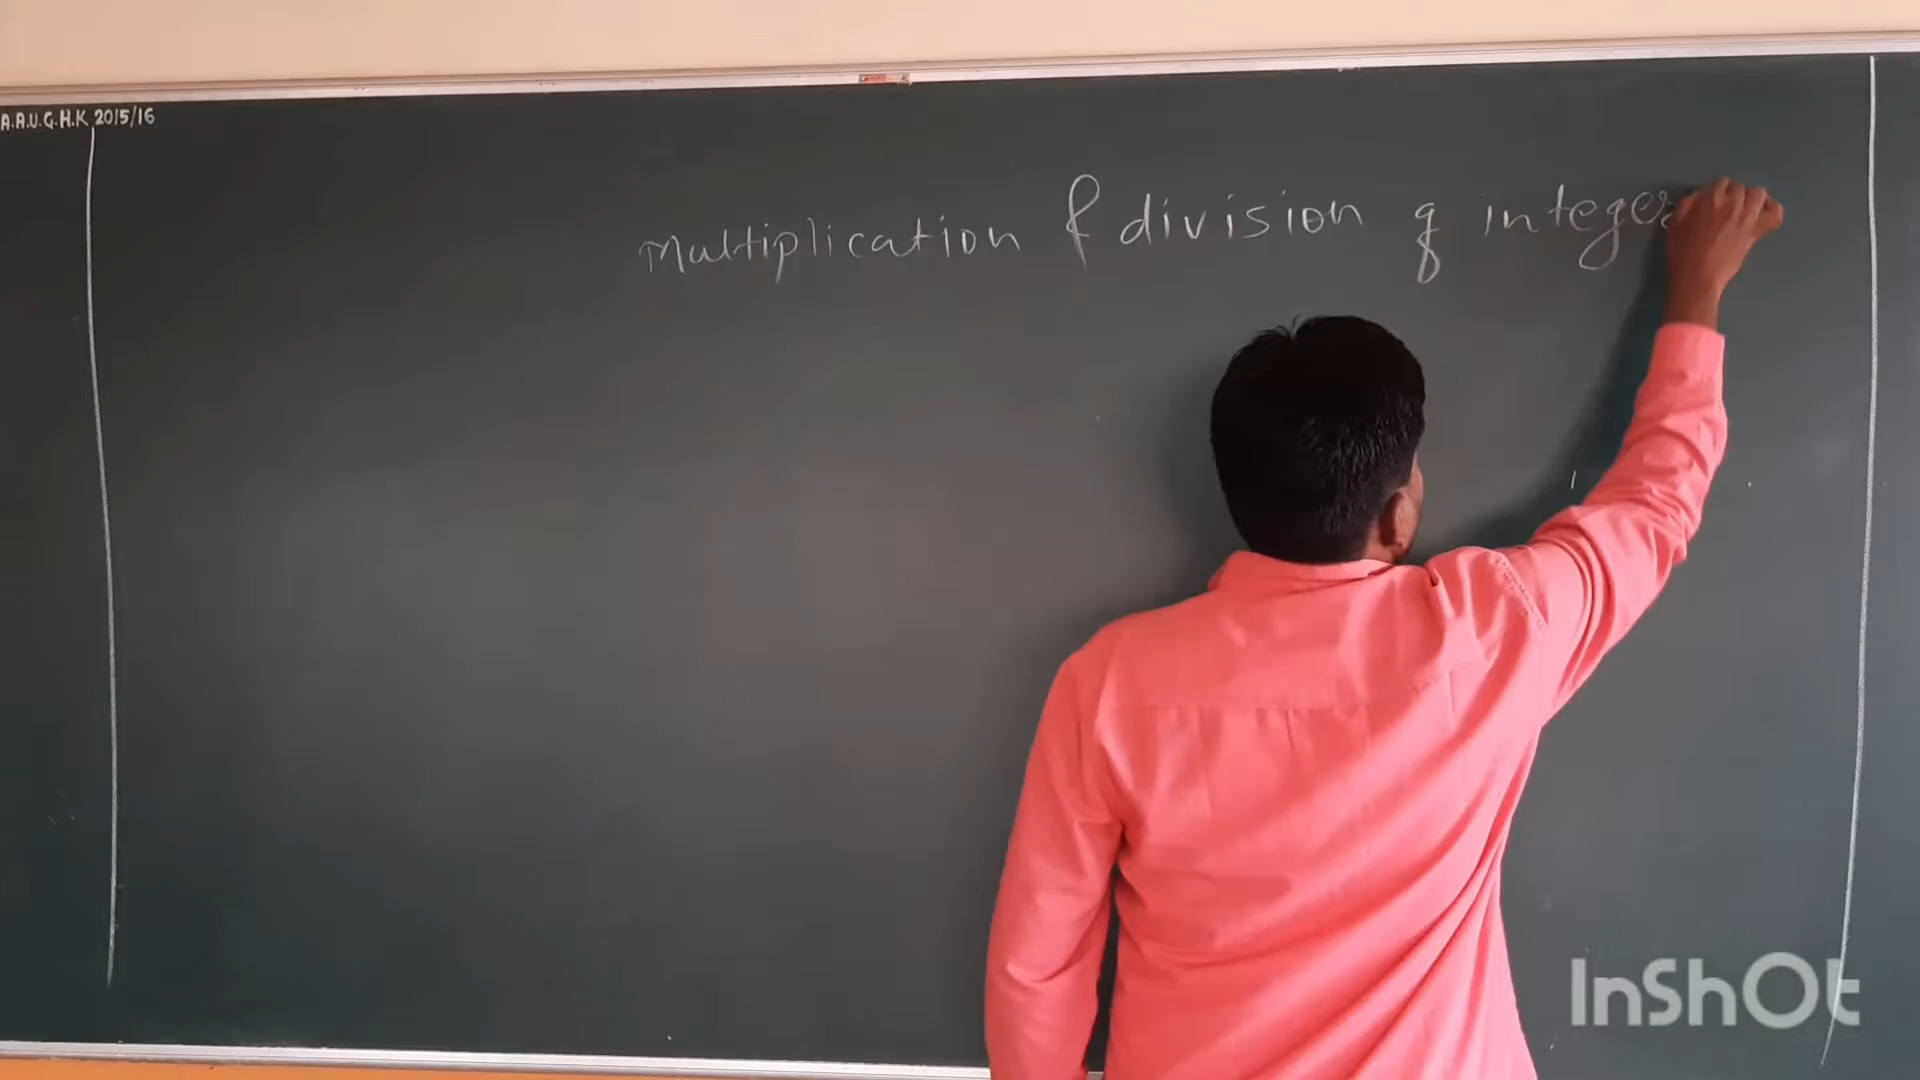 A.A.U.G.H.K 2015/16
Multiplication & division of integer
InShOt